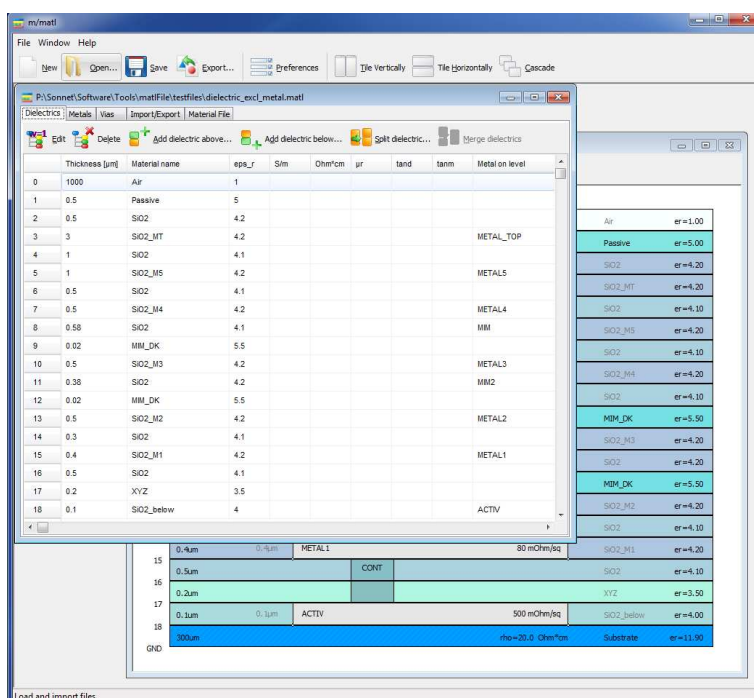 m/matl
File Window Help
New Open... Save Export... Preferences Tile Vertically Tile Horizontally Cascade
P:\Sonnet\Software\Tools\matlFile\testfiles\dielectric_excl_metal.matl
Dielectrics Metals Vias Import/Export Material File
w=1 Edit Delete Add dielectric above... Add dielectric below... Split dielectric... Merge dielectrics
Thickness [µm] Material name eps_r S/m Ohm*cm µr tand tanm Metal on level
0 1000 Air 1
1 0.5 Passive 5
2 0.5 SiO2 4.2
3 3 SiO2_MT 4.2 METAL_TOP
4 1 SiO2 4.1
5 1 SiO2_M5 4.2 METAL5
6 0.5 SiO2 4.1
7 0.5 SiO2_M4 4.2 METAL4
8 0.58 SiO2 4.1 MIM
9 0.02 MIM_DK 5.5
10 0.5 SiO2_M3 4.2 METAL3
11 0.38 SiO2 4.2 MIM2
12 0.02 MIM_DK 5.5
13 0.5 SiO2_M2 4.2 METAL2
14 0.3 SiO2 4.1
15 0.4 SiO2_M1 4.2 METAL1
16 0.5 SiO2 4.1
17 0.2 XYZ 3.5
18 0.1 SiO2_below 4 ACTIV
Air er=1.00
Passive er=5.00
SiO2 er=4.20
SiO2_MT er=4.20
SiO2 er=4.10
SiO2_M5 er=4.20
SiO2 er=4.10
SiO2_M4 er=4.20
SiO2 er=4.10
MIM_DK er=5.50
SiO2_M3 er=4.20
SiO2 er=4.20
MIM_DK er=5.50
SiO2_M2 er=4.20
SiO2 er=4.10
0.4um 0.4um METAL1 80 mOhm/sq SiO2_M1 er=4.20
15
0.5um CONT SiO2 er=4.10
16
0.2um XYZ er=3.50
17
0.1um 0.1um ACTIV 500 mOhm/sq SiO2_below er=4.00
18
300um rho=20.0 Ohm*cm Substrate er=11.90
GND
Load and import files